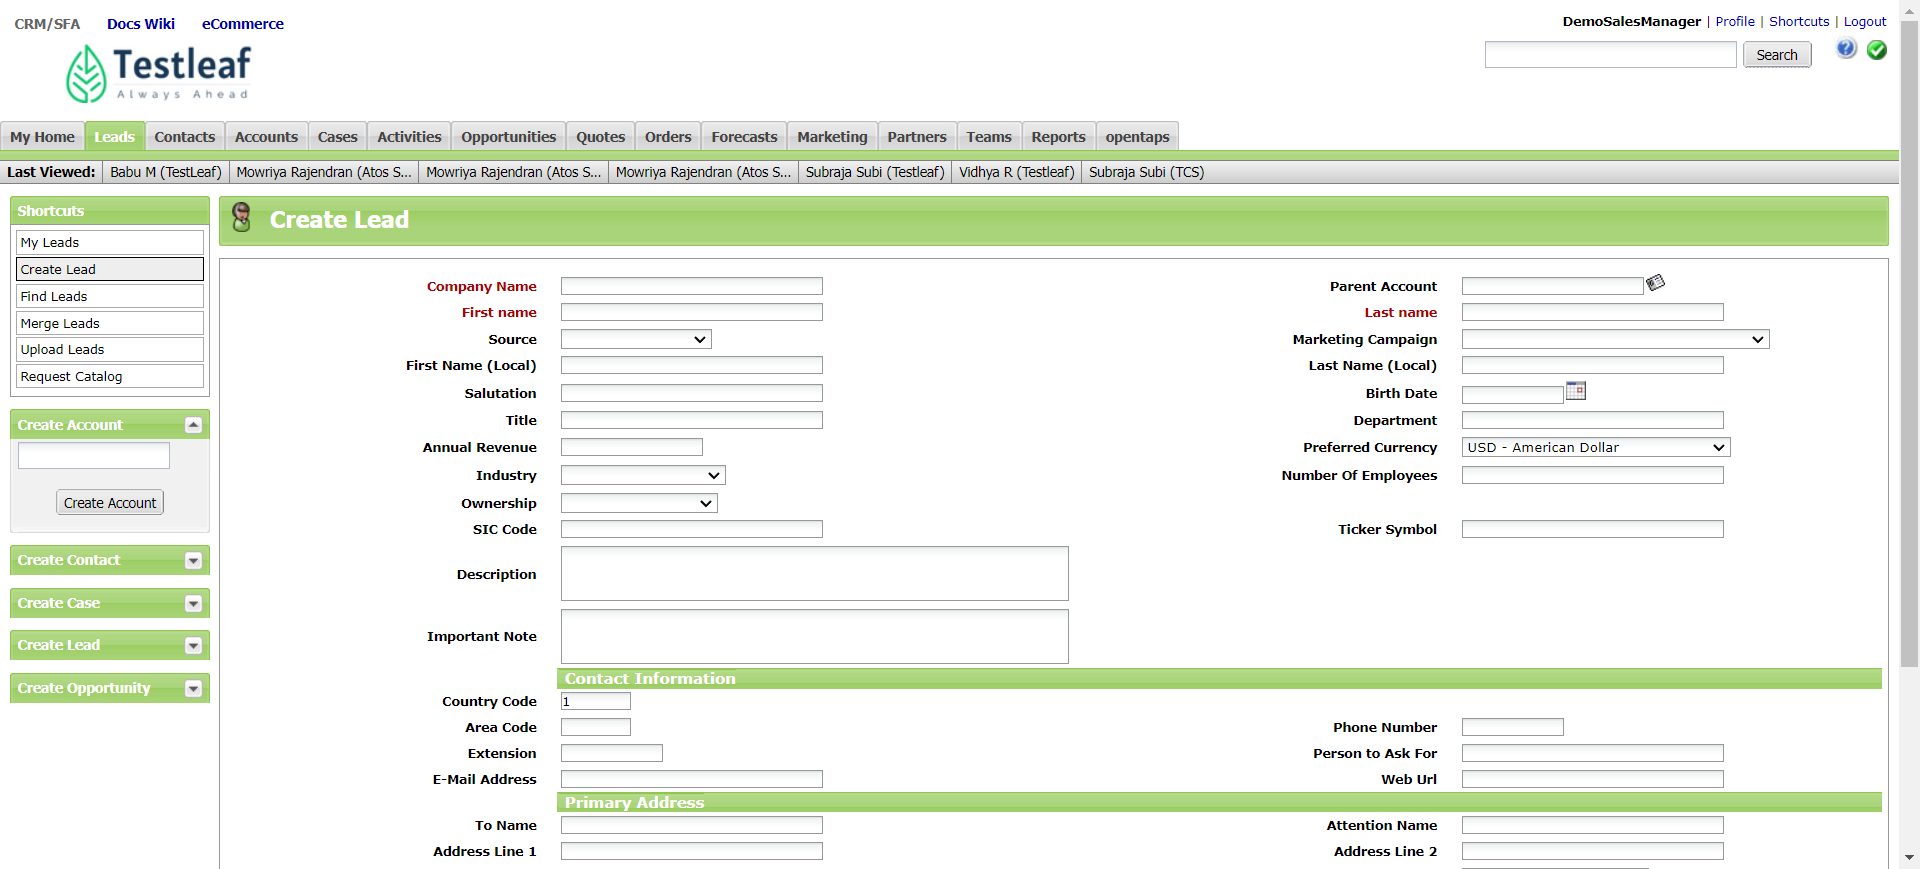 CRM/SFA Docs Wiki eCommerce
DemoSalesManager | Profile | Shortcuts | Logout
Testleaf
Always Ahead
Search
My Home Leads Contacts Accounts Cases Activities Opportunities Quotes Orders Forecasts Marketing Partners Teams Reports opentaps
Last Viewed: Babu M (TestLeaf) Mowriya Rajendran (Atos S... Mowriya Rajendran (Atos S... Mowriya Rajendran (Atos S... Subraja Subi (Testleaf) Vidhya R (Testleaf) Subraja Subi (TCS)
Shortcuts
My Leads
Create Lead
Find Leads
Merge Leads
Upload Leads
Request Catalog
Create Account
Create Account
Create Contact
Create Case
Create Lead
Create Opportunity
Create Lead
Company Name Parent Account
First name Last name
Source Marketing Campaign
First Name (Local) Last Name (Local)
Salutation Birth Date
Title Department
Annual Revenue Preferred Currency USD - American Dollar
Industry Number Of Employees
Ownership
SIC Code Ticker Symbol
Description
Important Note
Contact Information
Country Code 1
Area Code Phone Number
Extension Person to Ask For
E-Mail Address Web Url
Primary Address
To Name Attention Name
Address Line 1 Address Line 2